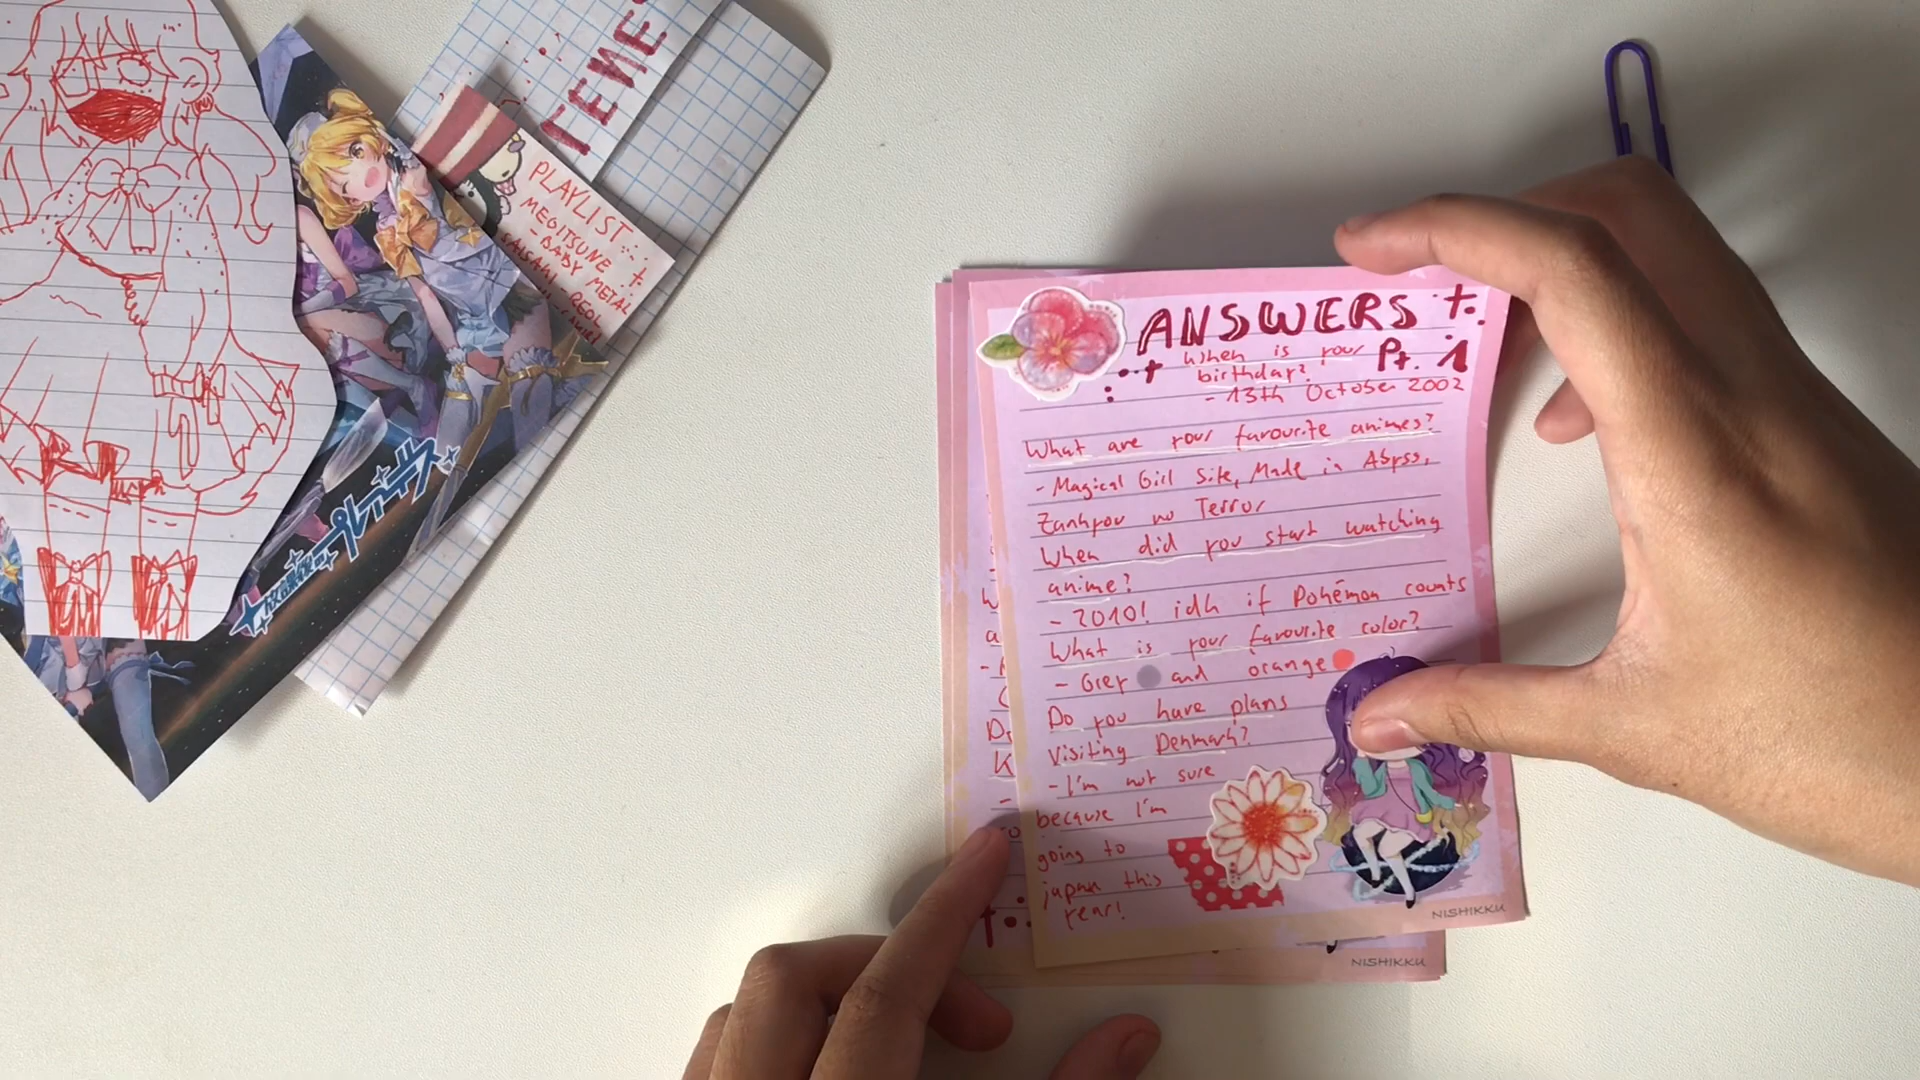 TENE
PLAYLIST
MEGITSUNE
- BABY METAL
SAISAKI REOL
ANSWERS
Pt. 1
When is your
birthday?
- 13th October 2002
What are your favourite animes?
- Magical Girl Site, Made in Abyss,
Zankyou no Terror
When did you start watching
anime?
- 2010! idk if Pokémon counts
What is your favourite color?
- Grey and orange
Do you have plans
Visiting Denmark?
- I'm not sure
because I'm
going to
japan this
year!
NISHIKKU
NISHIKKU